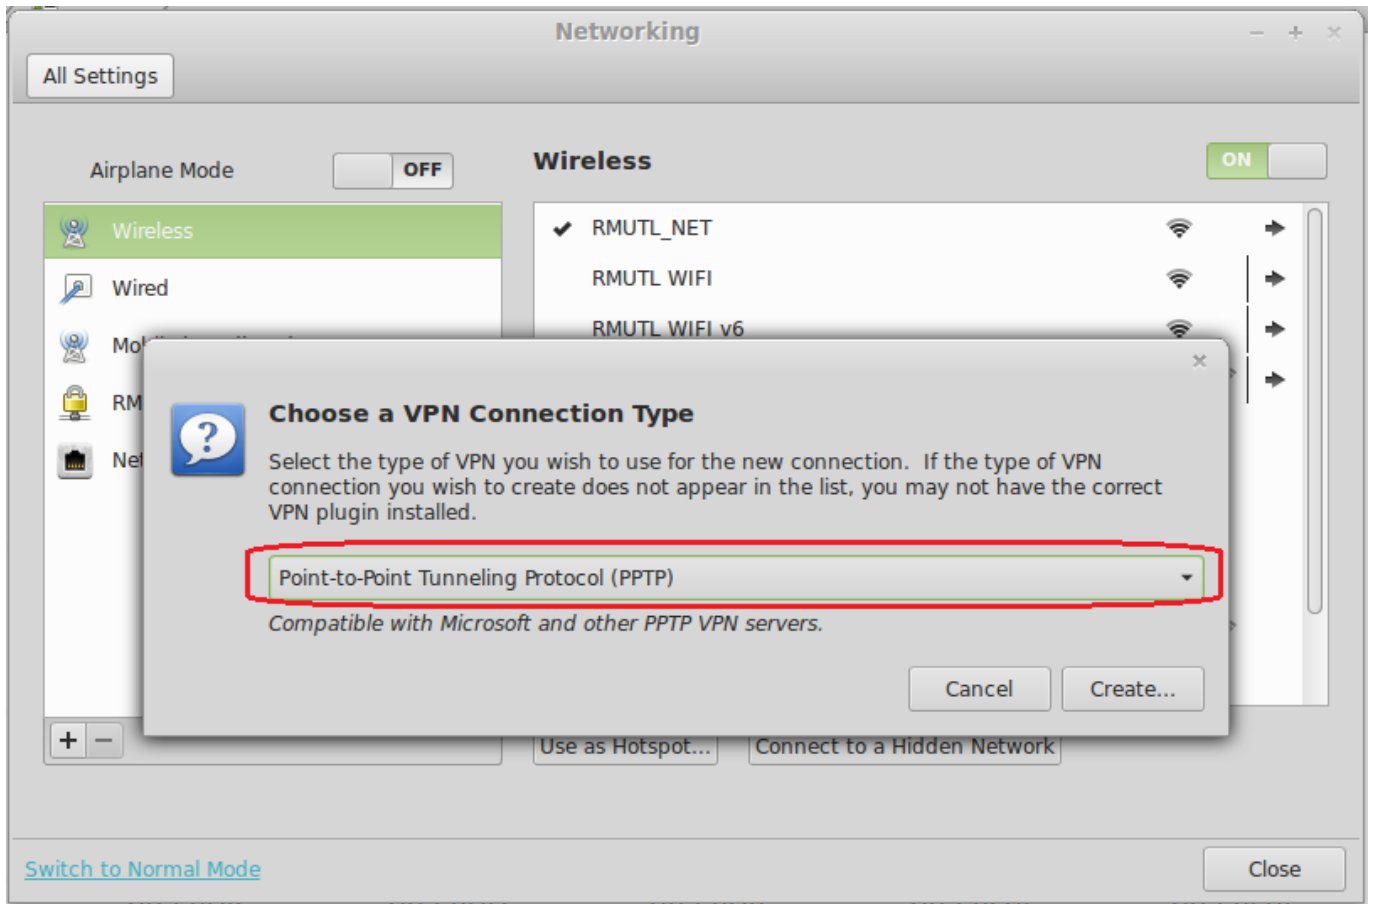 Networking
All Settings
Airplane Mode
OFF
Wireless
ON
Wireless
Wired
RM
RMUTL_NET
RMUTL WIFI
RMUTL WIFI v6
Choose a VPN Connection Type
Select the type of VPN you wish to use for the new connection.  If the type of VPN
connection you wish to create does not appear in the list, you may not have the correct
VPN plugin installed.
Point-to-Point Tunneling Protocol (PPTP)
Compatible with Microsoft and other PPTP VPN servers.
Cancel
Create...
Use as Hotspot...
Connect to a Hidden Network
Switch to Normal Mode
Close